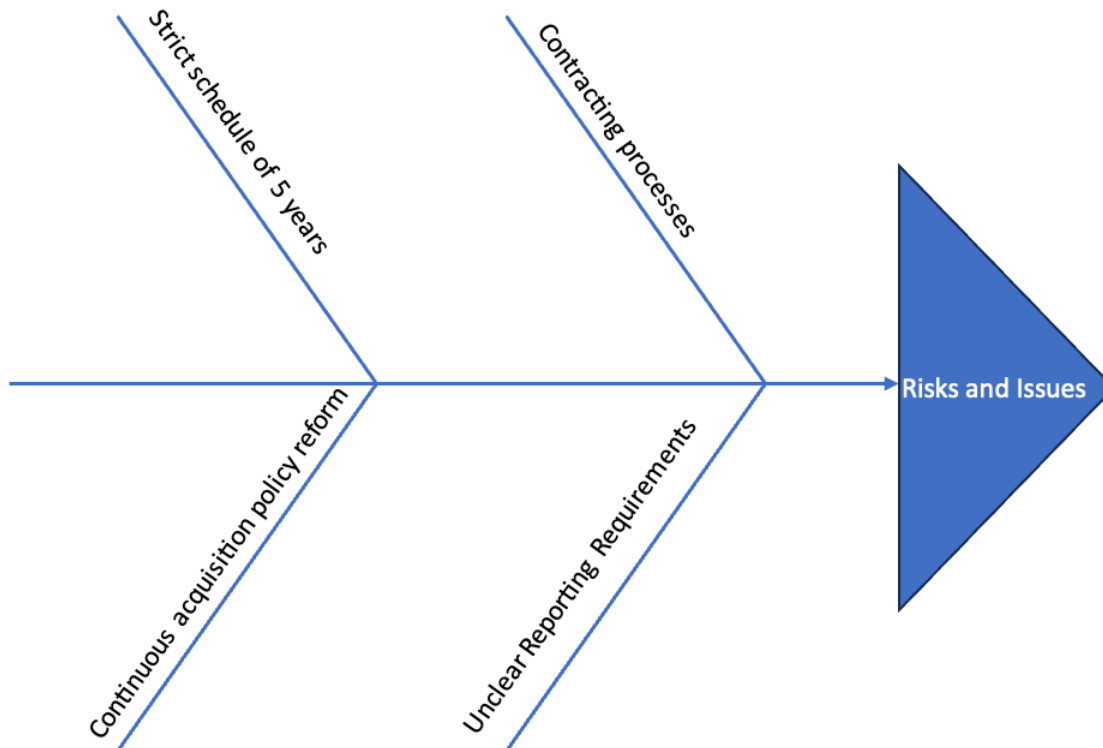 Strict schedule of 5 years
Contracting processes
Risks and Issues
Continuous acquisition policy reform
Unclear Reporting Requirements